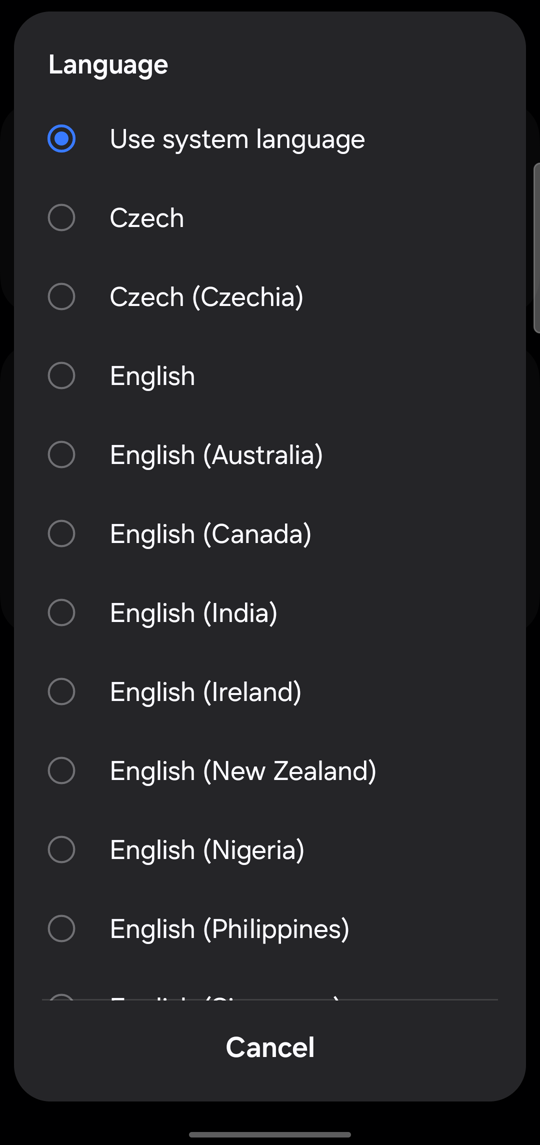 Language
Use system language
Czech
Czech (Czechia)
English
English (Australia)
English (Canada)
English (India)
English (Ireland)
English (New Zealand)
English (Nigeria)
English (Philippines)
English
Cancel